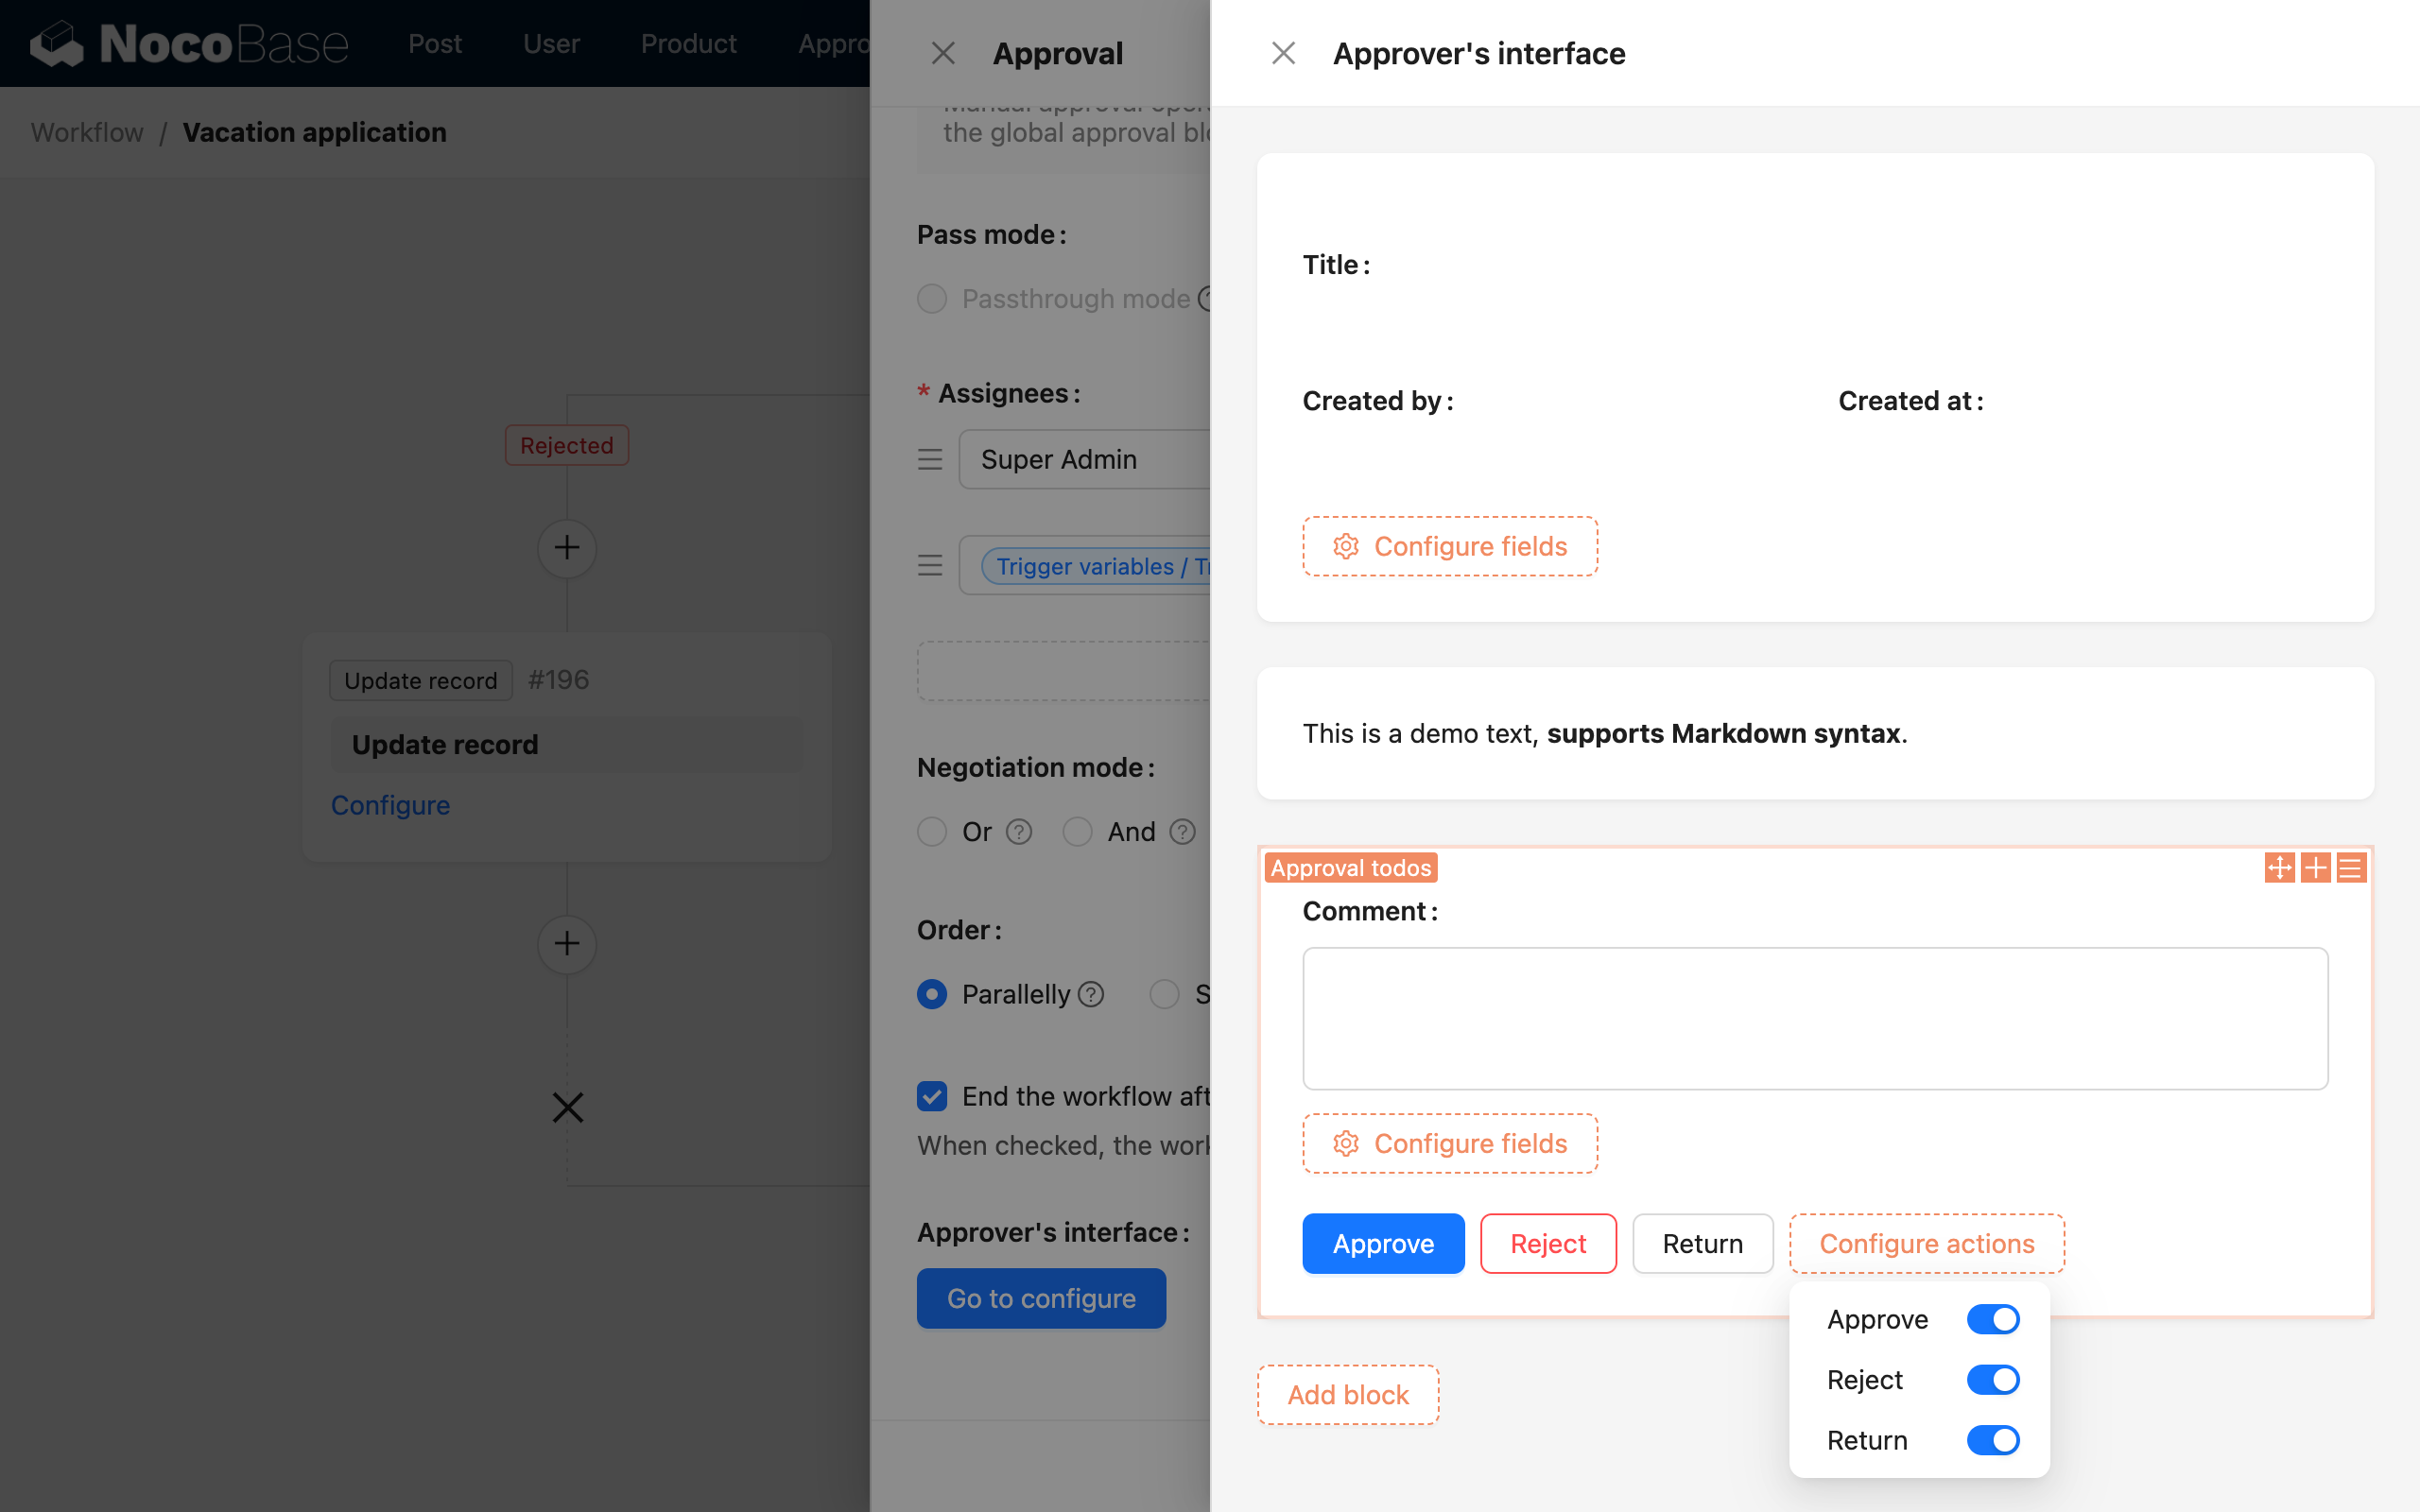 NocoBase Post User Product Appro
Workflow / Vacation application
Rejected
Update record #196
Update record
Configure
Approval
Manual approval oper
the global approval bl
Pass mode :
Passthrough mode
* Assignees :
Super Admin
Trigger variables / Tr
Negotiation mode :
Or And
Order :
Parallelly S
End the workflow aft
When checked, the work
Approver's interface :
Go to configure
Approver's interface
Title :
Created by : Created at :
Configure fields
This is a demo text, supports Markdown syntax.
Approval todos
Comment :
Configure fields
Approve Reject Return Configure actions
Approve
Reject
Return
Add block